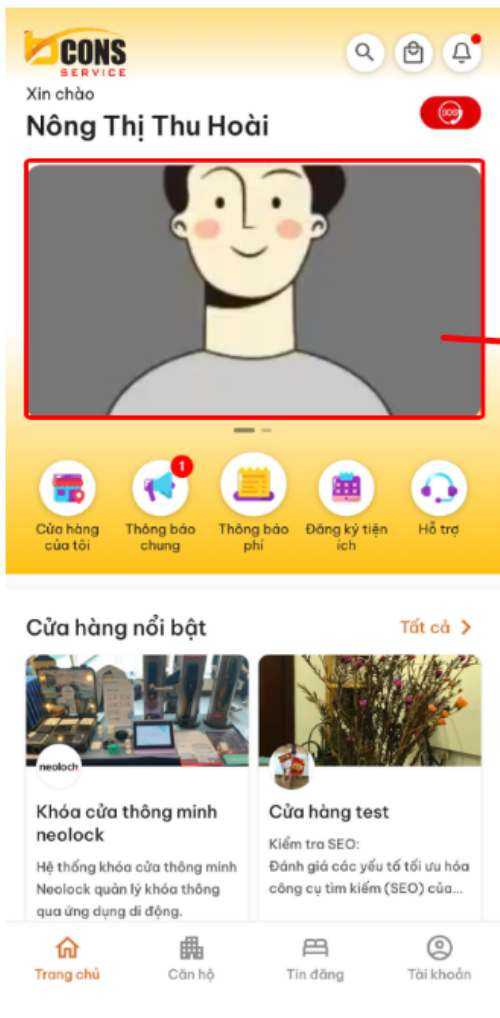 BCONS
SERVICE
Xin chào
Nông Thị Thu Hoài
SOS
1
Cửa hàng
của tôi
Thông báo
chung
Thông báo
phí
Đăng ký tiện
ích
Hỗ trợ
Cửa hàng nổi bật
Tất cả
neolock
Khóa cửa thông minh
neolock
Hệ thống khóa cửa thông minh
Neolock quản lý khóa thông
qua ứng dụng di động.
Cửa hàng test
Kiểm tra SEO:
Đánh giá các yếu tố tối ưu hóa
công cụ tìm kiếm (SEO) của...
Trang chủ
Căn hộ
Tin đăng
Tài khoản